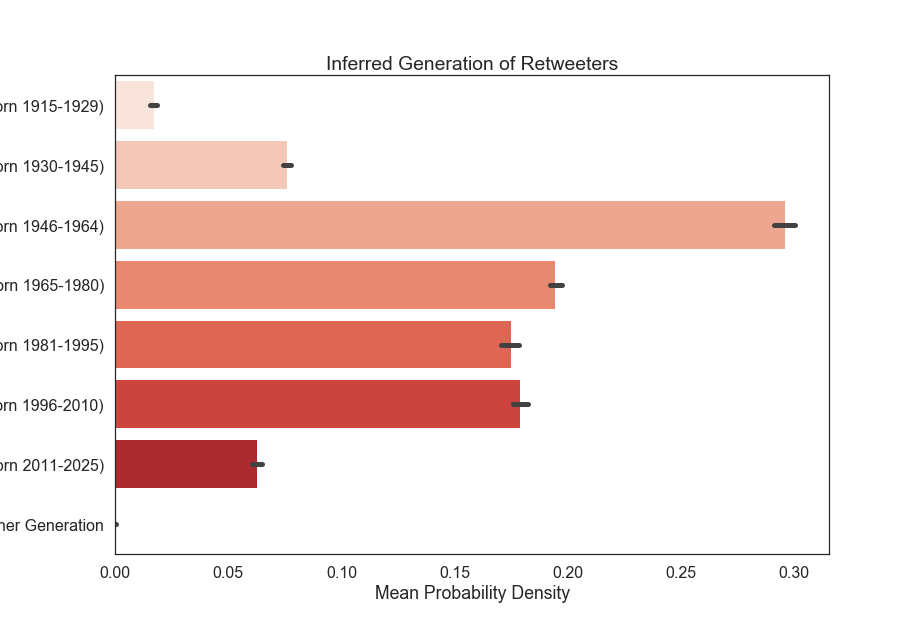 Inferred Generation of Retweeters
orn 1915-1929)
orn 1930-1945)
orn 1946-1964)
orn 1965-1980)
orn 1981-1995)
orn 1996-2010)
orn 2011-2025)
ner Generation
0.00 0.05 0.10 0.15 0.20 0.25 0.30
Mean Probability Density